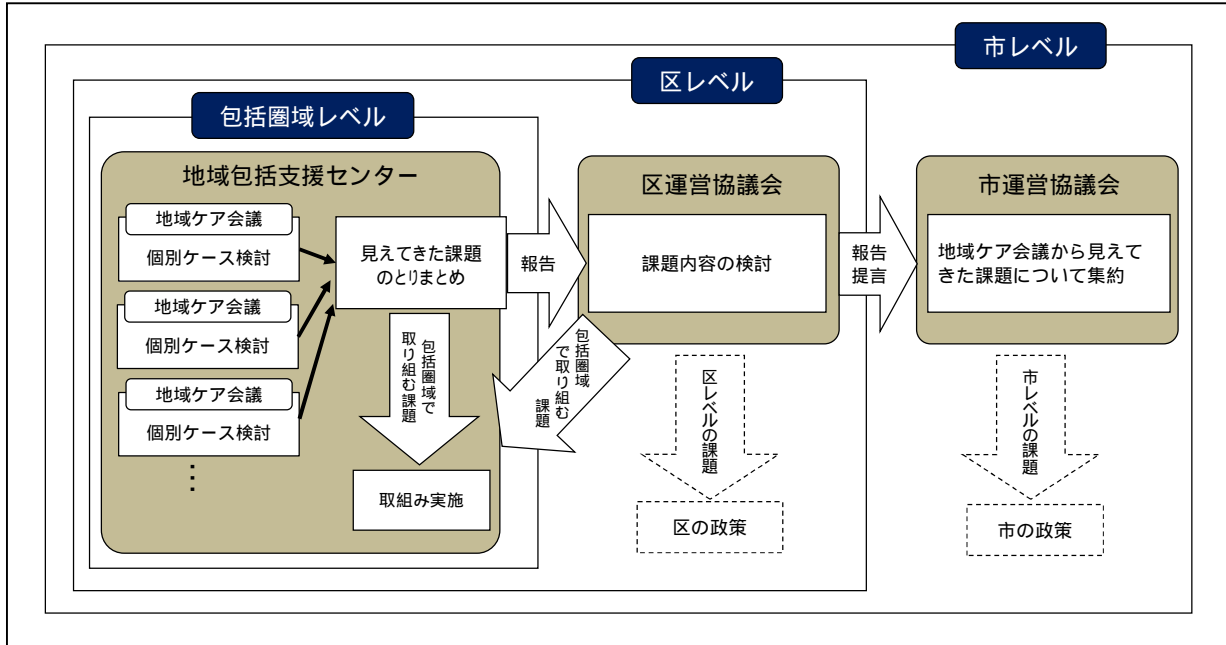 市レベル
区レベル
包括圏域レベル
地域包括支援センター
地域ケア会議
個別ケース検討
地域ケア会議
個別ケース検討
地域ケア会議
個別ケース検討
⋮
見えてきた課題
のとりまとめ
包括圏域で
取り組む課題
取組み実施
報告
包括圏域
で取り組む
課題
区運営協議会
課題内容の検討
区レベルの課題
区の政策
報告
提言
市運営協議会
地域ケア会議から見えて
きた課題について集約
市レベルの課題
市の政策